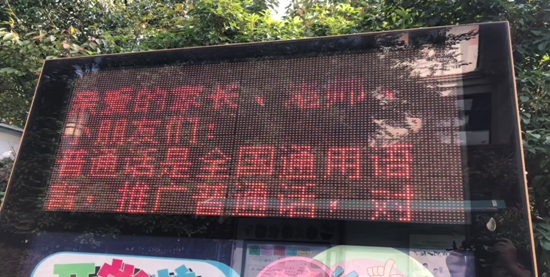 亲爱的家长、老师、
小朋友们：
普通话是全国通用语
言，推广普通话，对